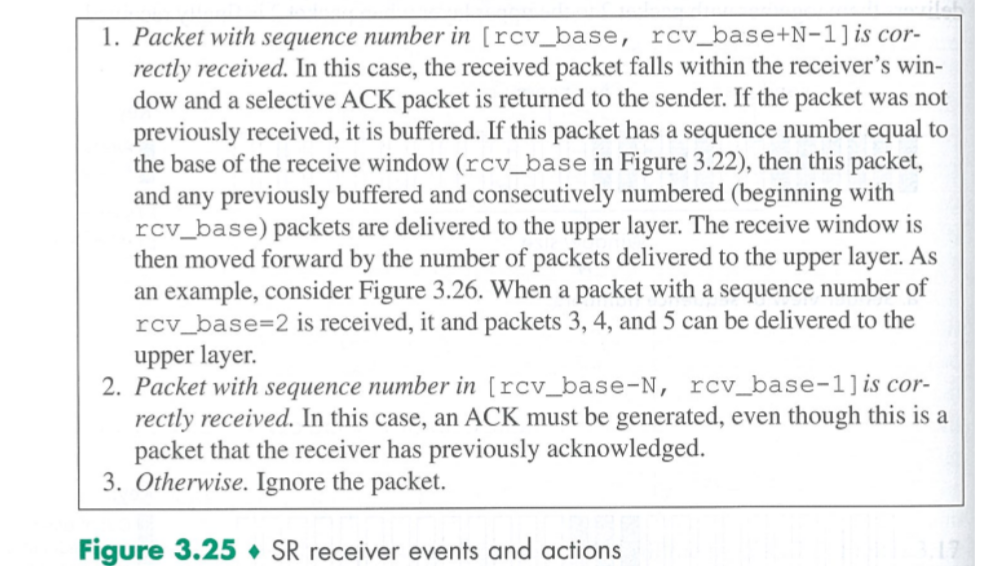 1. Packet with sequence number in [rcv_base, rcv_base+N-1] is cor-
rectly received. In this case, the received packet falls within the receiver's win-
dow and a selective ACK packet is returned to the sender. If the packet was not
previously received, it is buffered. If this packet has a sequence number equal to
the base of the receive window (rcv_base in Figure 3.22), then this packet,
and any previously buffered and consecutively numbered (beginning with
rcv_base) packets are delivered to the upper layer. The receive window is
then moved forward by the number of packets delivered to the upper layer. As
an example, consider Figure 3.26. When a packet with a sequence number of
rcv_base=2 is received, it and packets 3, 4, and 5 can be delivered to the
upper layer.
2. Packet with sequence number in [rcv_base-N, rcv_base-1] is cor-
rectly received. In this case, an ACK must be generated, even though this is a
packet that the receiver has previously acknowledged.
3. Otherwise. Ignore the packet.
Figure 3.25 ♦ SR receiver events and actions